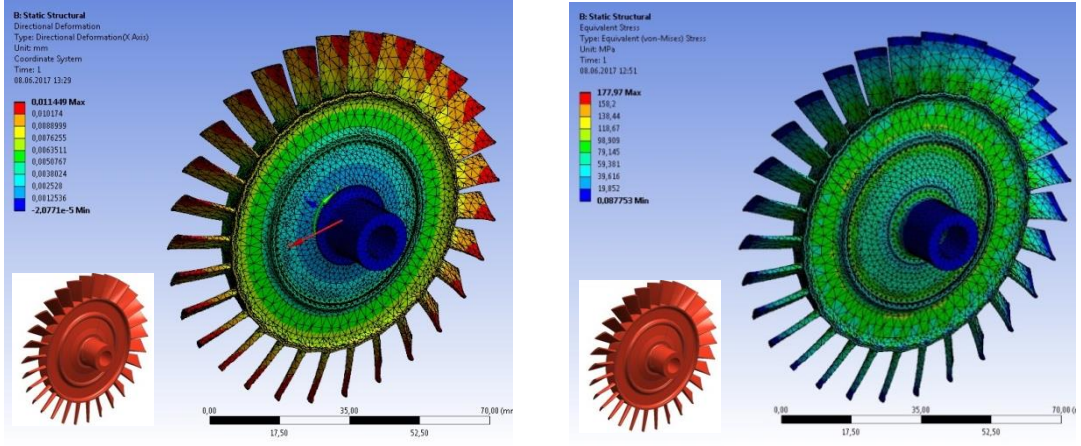 B: Static Structural
Directional Deformation
Type: Directional Deformation(X Axis)
Unit: mm
Coordinate System
Time: 1
08.06.2017 13:29
0,011449 Max
0,010174
0,0088999
0,0076255
0,0063511
0,0050767
0,0038024
0,002528
0,0012536
-2,0771e-5 Min
0,00
35,00
70,00 (mm
17,50
52,50
B: Static Structural
Equivalent Stress
Type: Equivalent (von-Mises) Stress
Unit: MPa
Time: 1
08.06.2017 12:51
177,97 Max
158,2
138,44
118,67
98,909
79,145
59,381
39,616
19,852
0,087753 Min
0,00
35,00
70,00 (m
17,50
52,50